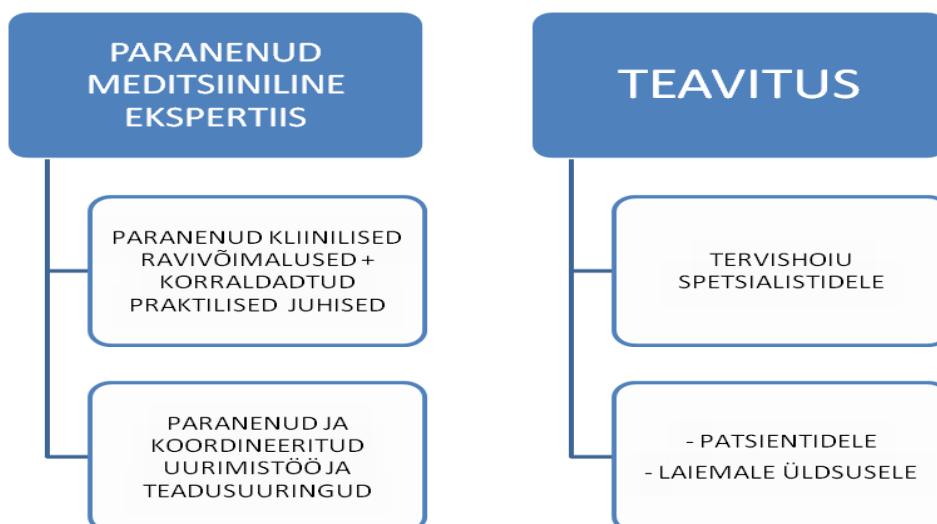 PARANENUD
MEDITSIINILINE
EKSPERTIIS
PARANENUD KLIINILISED
RAVIVÕIMALUSED +
KORRALDADTUD
PRAKTILISED JUHISED
PARANENUD JA
KOORDINEERITUD
UURIMISTÖÖ JA
TEADUSUURINGUD
TEAVITUS
TERVISHOIU
SPETSIALISTIDELE
- PATSIENTIDELE
- LAIEMALE ÜLDSUSELE